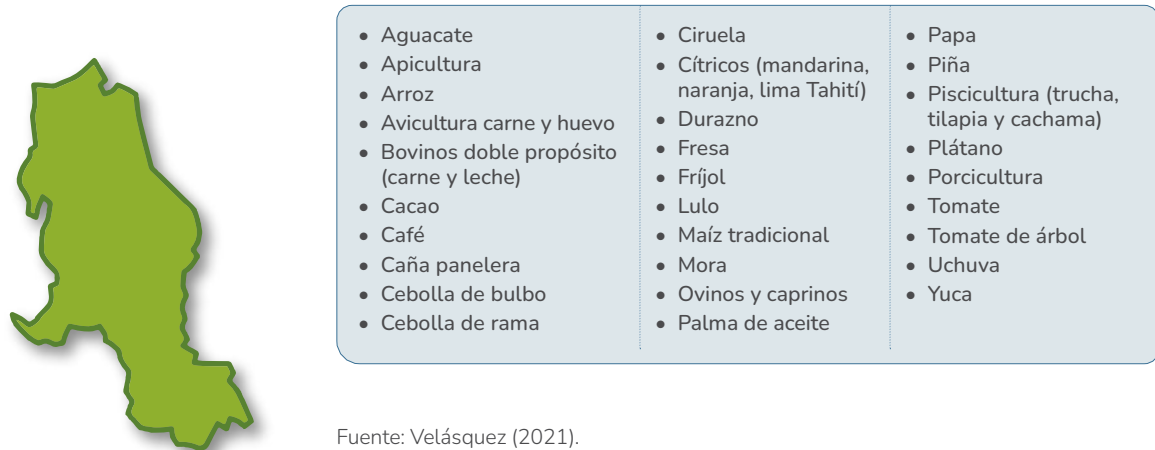 • Aguacate
• Apicultura
• Arroz
• Avicultura carne y huevo
• Bovinos doble propósito
(carne y leche)
• Cacao
• Café
• Caña panelera
• Cebolla de bulbo
• Cebolla de rama
• Ciruela
• Cítricos (mandarina,
naranja, lima Tahití)
• Durazno
• Fresa
• Fríjol
• Lulo
• Maíz tradicional
• Mora
• Ovinos y caprinos
• Palma de aceite
• Papa
• Piña
• Piscicultura (trucha,
tilapia y cachama)
• Plátano
• Porcicultura
• Tomate
• Tomate de árbol
• Uchuva
• Yuca
Fuente: Velásquez (2021).